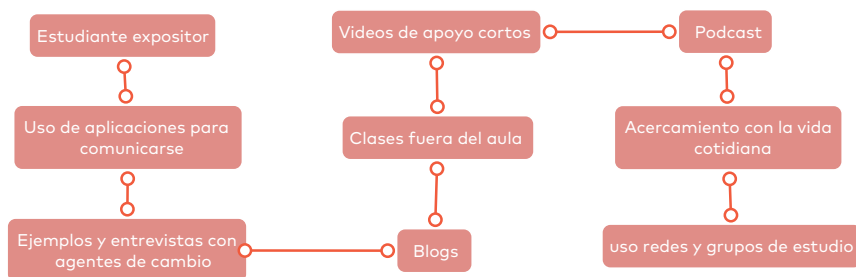 Estudiante expositor
Uso de aplicaciones para
comunicarse
Ejemplos y entrevistas con
agentes de cambio
Blogs
Clases fuera del aula
Videos de apoyo cortos
Podcast
Acercamiento con la vida
cotidiana
uso redes y grupos de estudio